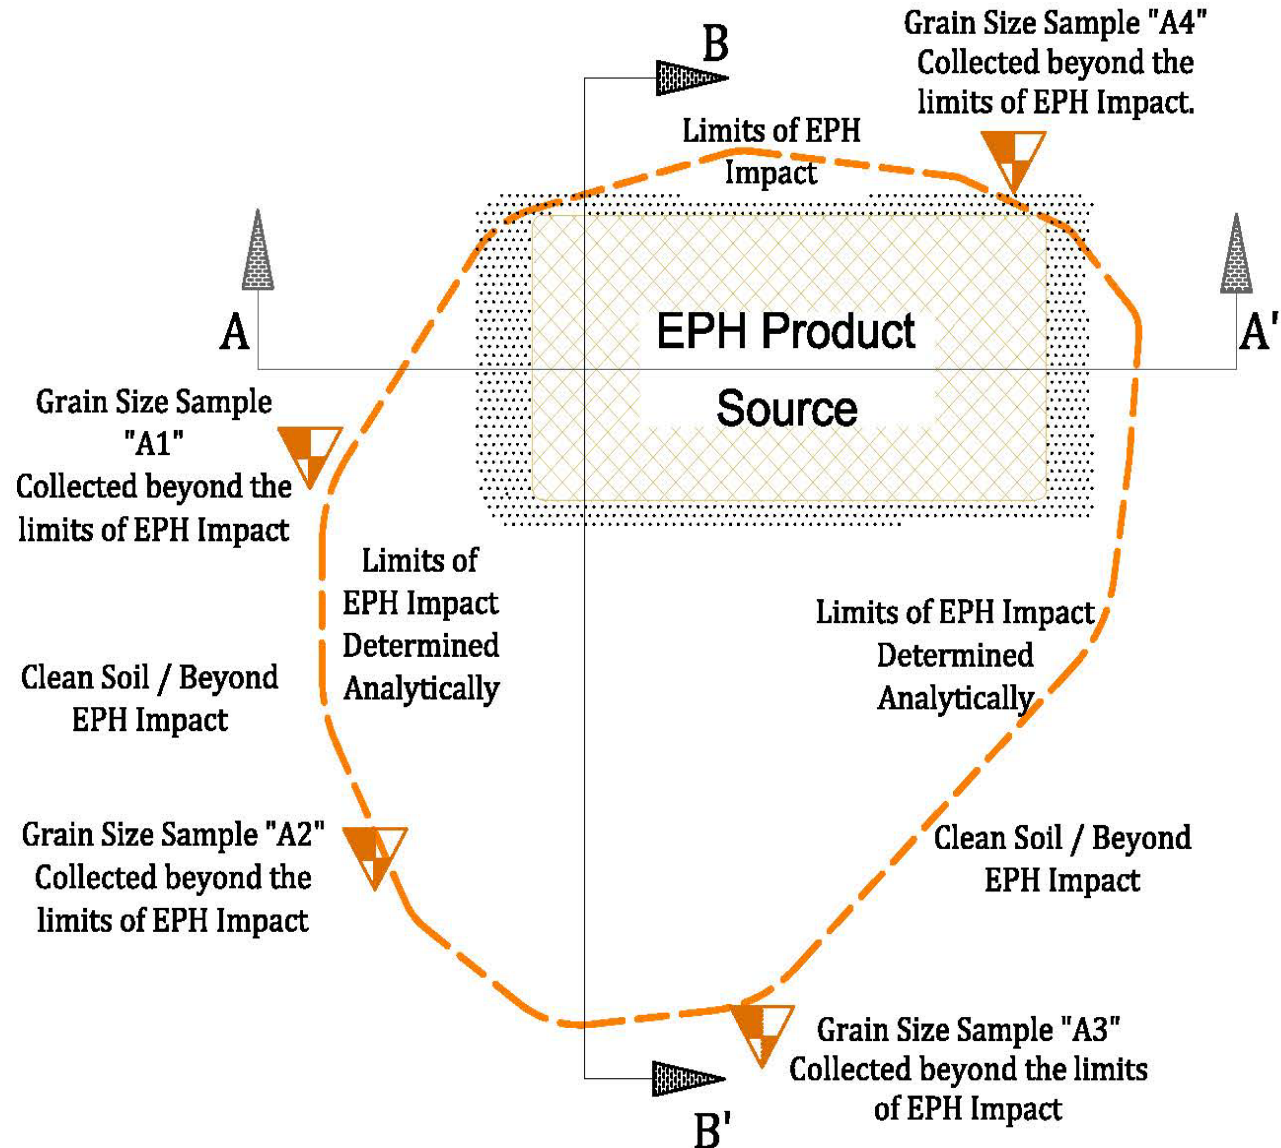 B
Grain Size Sample "A4"
Collected beyond the
limits of EPH Impact.
Limits of EPH
Impact
A
A'
EPH Product
Source
Grain Size Sample
"A1"
Collected beyond the
limits of EPH Impact
Limits of
EPH Impact
Determined
Analytically
Limits of EPH Impact
Determined
Analytically
Clean Soil / Beyond
EPH Impact
Grain Size Sample "A2"
Collected beyond the
limits of EPH Impact
Clean Soil / Beyond
EPH Impact
Grain Size Sample "A3"
Collected beyond the limits
of EPH Impact
B'